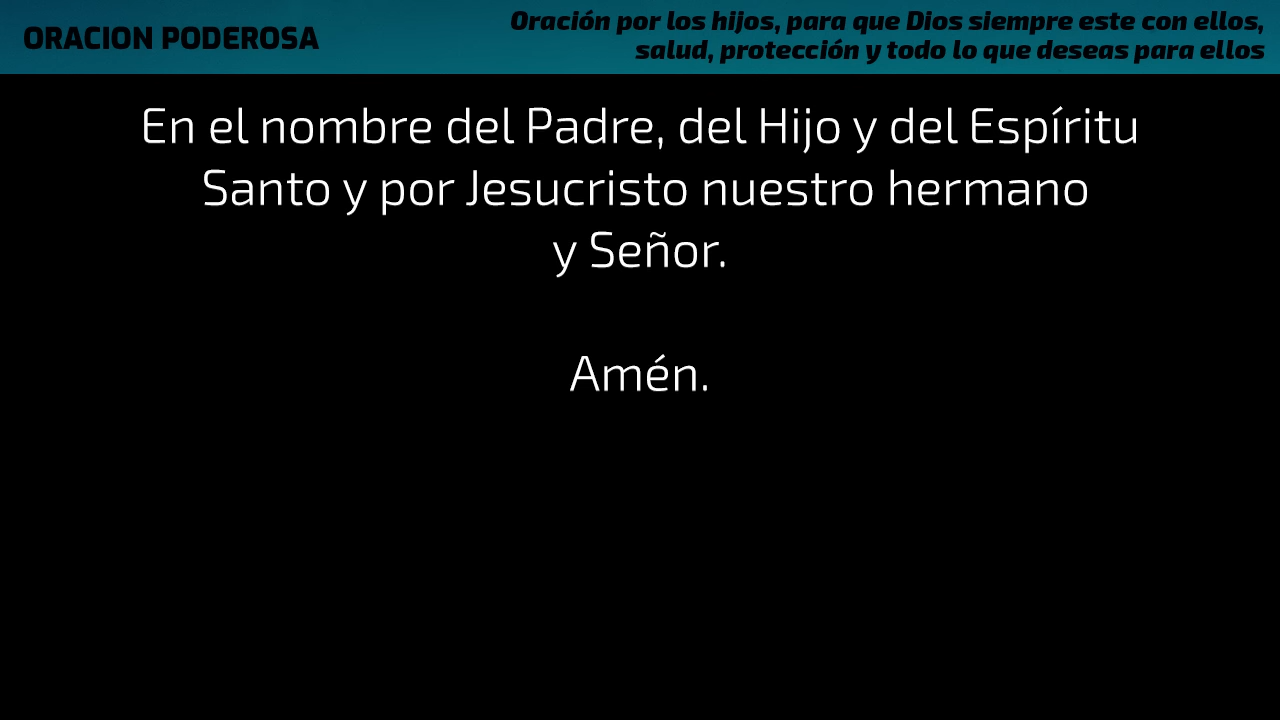 ORACION PODEROSA
Oración por los hijos, para que Dios siempre este con ellos,
salud, protección y todo lo que deseas para ellos
En el nombre del Padre, del Hijo y del Espíritu
Santo y por Jesucristo nuestro hermano
y Señor.
Amén.